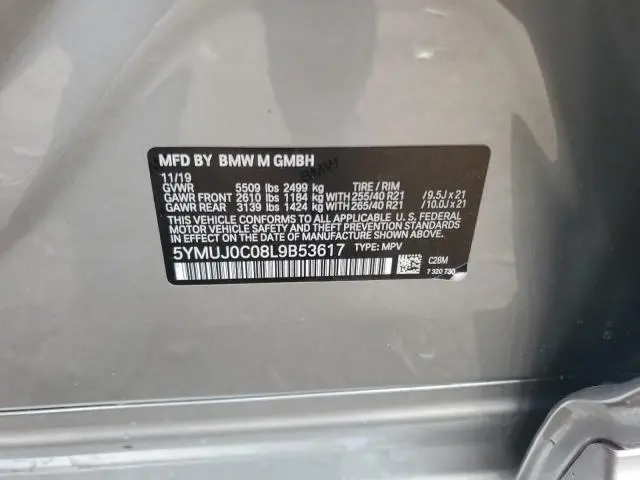 MFD BY BMW M GMBH
11/19
GVWR 5509 lbs 2499 kg TIRE / RIM
GAWR FRONT 2610 lbs 1184 kg WITH 255/40 R21 / 9.5J x 21
GAWR REAR 3139 lbs 1424 kg WITH 265/40 R21 / 10.0J x 21
THIS VEHICLE CONFORMS TO ALL APPLICABLE U. S. FEDERAL
MOTOR VEHICLE SAFETY, BUMPER, AND THEFT PREVENTION
STANDARDS IN EFFECT ON THE DATE OF MANUFACTURE
SHOWN ABOVE.
5YMUJ0C08L9B53617 TYPE: MPV
C28M
7 320 730
BMW